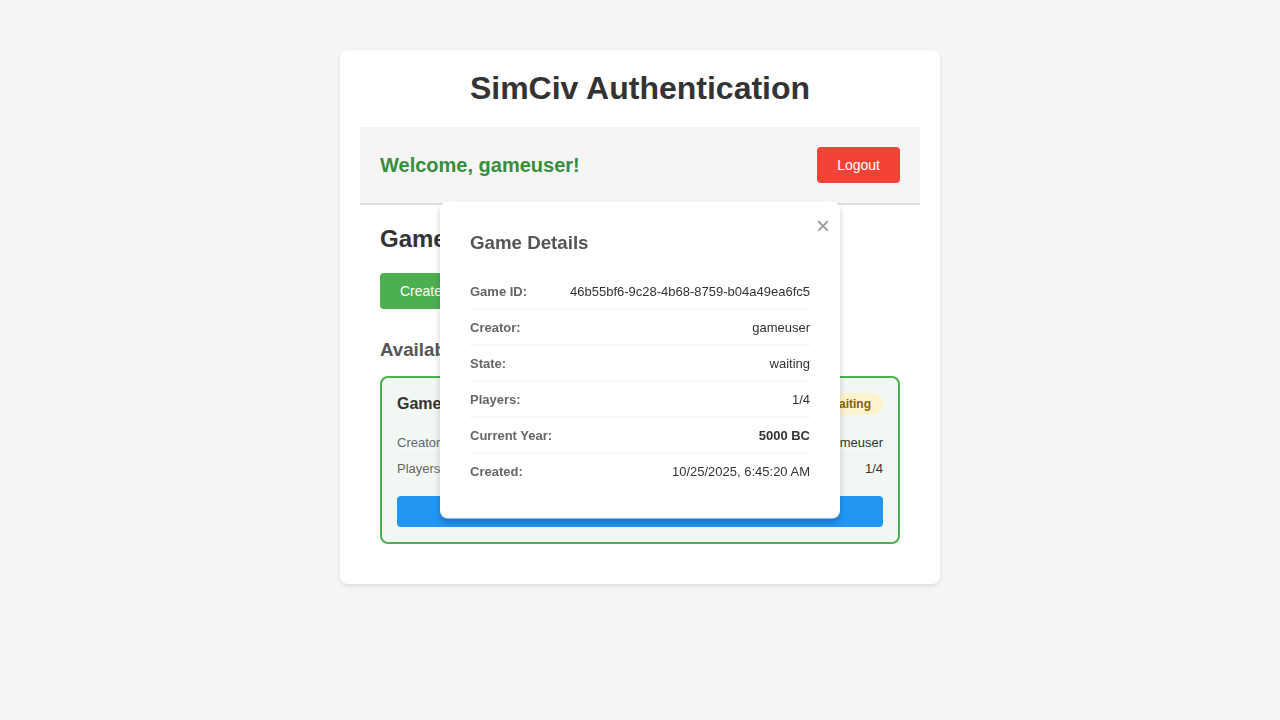 SimCiv Authentication
Welcome, gameuser!
Logout
Game
Create
Availab
Game
aiting
Creator
meuser
Players
1/4
×
Game Details
Game ID: 46b55bf6-9c28-4b68-8759-b04a49ea6fc5
Creator: gameuser
State: waiting
Players: 1/4
Current Year: 5000 BC
Created: 10/25/2025, 6:45:20 AM